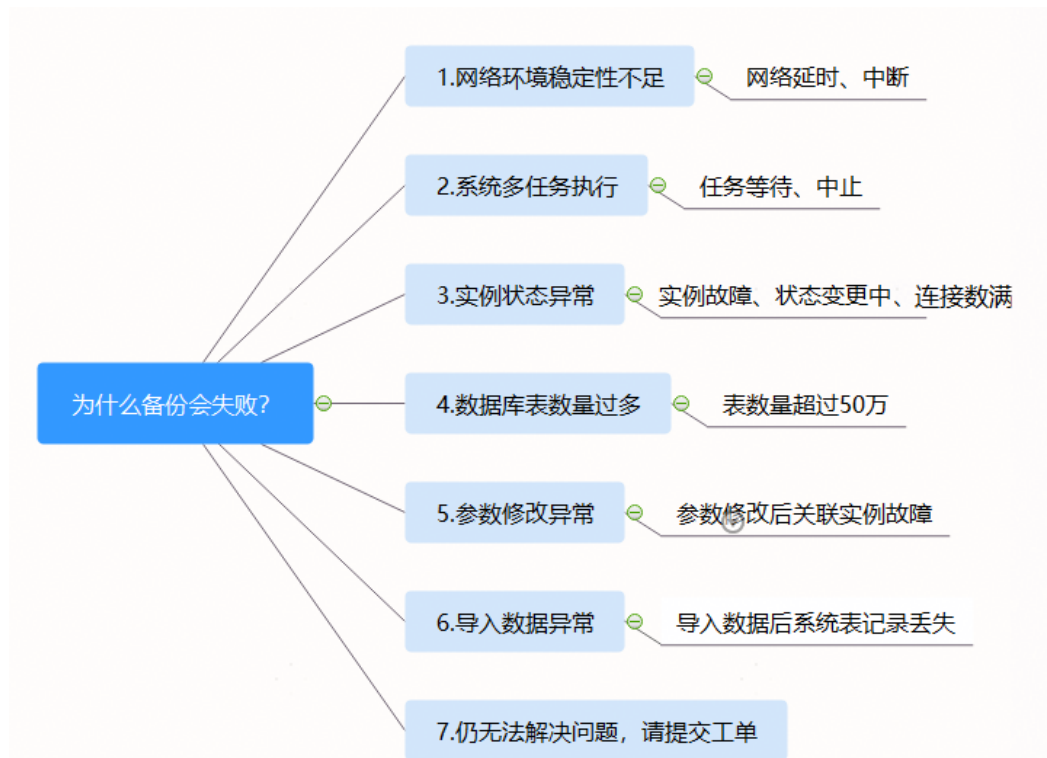 1.网络环境稳定性不足
网络延时、中断
2.系统多任务执行
任务等待、中止
3.实例状态异常
实例故障、状态变更中、连接数满
为什么备份会失败?
4.数据库表数量过多
表数量超过50万
5.参数修改异常
参数修改后关联实例故障
6.导入数据异常
导入数据后系统表记录丢失
7.仍无法解决问题，请提交工单